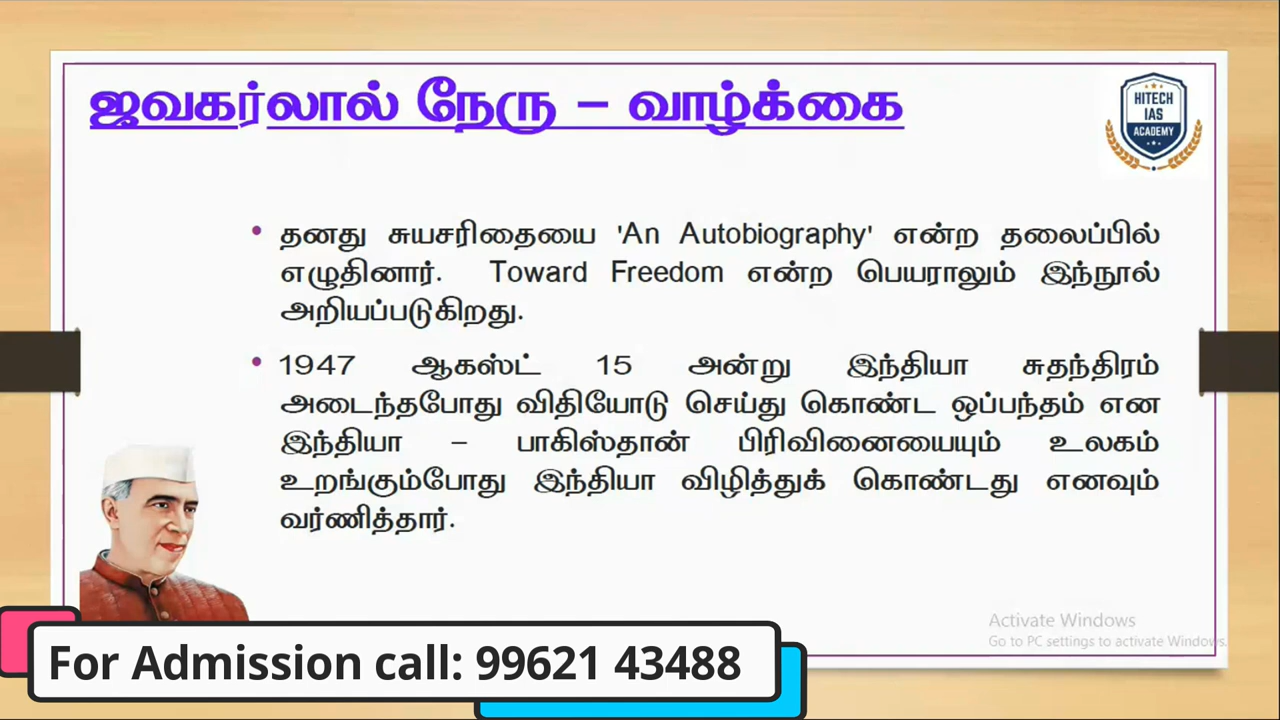 ஜவகர்லால் நேரு – வாழ்க்கை
HITECH
IAS
ACADEMY
• தனது சுயசரிதையை 'An Autobiography' என்ற தலைப்பில்
எழுதினார். Toward Freedom என்ற பெயராலும் இந்நூல்
அறியப்படுகிறது.
• 1947 ஆகஸ்ட் 15 அன்று இந்தியா சுதந்திரம்
அடைந்தபோது விதியோடு செய்து கொண்ட ஒப்பந்தம் என
இந்தியா – பாகிஸ்தான் பிரிவினையையும் உலகம்
உறங்கும்போது இந்தியா விழித்துக் கொண்டது எனவும்
வர்ணித்தார்.
Activate Windows
Go to PC settings to activate Windows.
For Admission call: 99621 43488